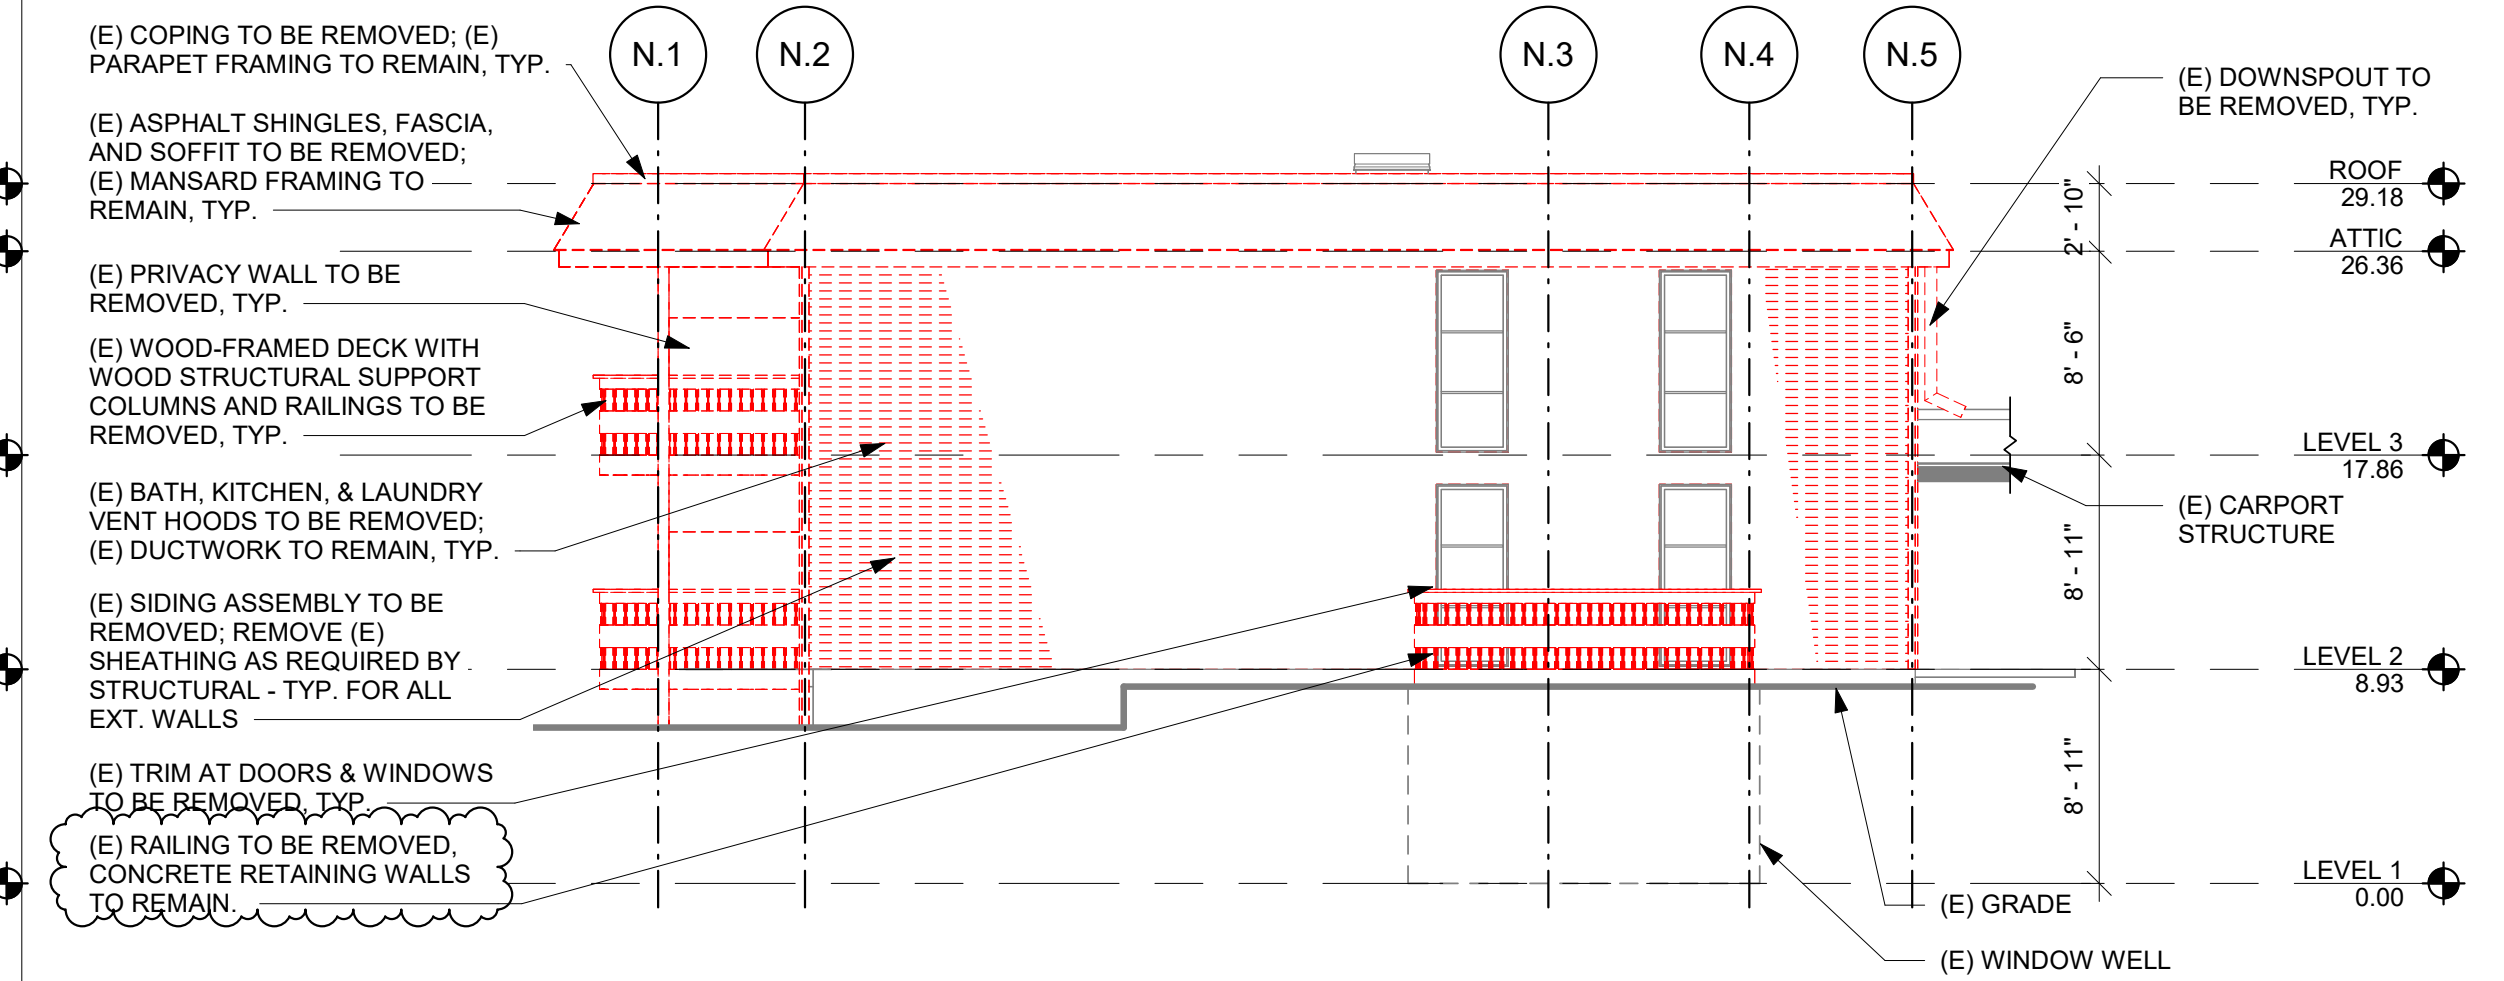 (E) COPING TO BE REMOVED; (E)
PARAPET FRAMING TO REMAIN, TYP.
(E) ASPHALT SHINGLES, FASCIA,
AND SOFFIT TO BE REMOVED;
(E) MANSARD FRAMING TO
REMAIN, TYP.
(E) PRIVACY WALL TO BE
REMOVED, TYP.
(E) WOOD-FRAMED DECK WITH
WOOD STRUCTURAL SUPPORT
COLUMNS AND RAILINGS TO BE
REMOVED, TYP.
(E) BATH, KITCHEN, & LAUNDRY
VENT HOODS TO BE REMOVED;
(E) DUCTWORK TO REMAIN, TYP.
(E) SIDING ASSEMBLY TO BE
REMOVED; REMOVE (E)
SHEATHING AS REQUIRED BY
STRUCTURAL - TYP. FOR ALL
EXT. WALLS
(E) TRIM AT DOORS & WINDOWS
TO BE REMOVED, TYP.
(E) RAILING TO BE REMOVED,
CONCRETE RETAINING WALLS
TO REMAIN.
N.1
N.2
N.3
N.4
N.5
(E) DOWNSPOUT TO
BE REMOVED, TYP.
(E) CARPORT
STRUCTURE
(E) GRADE
(E) WINDOW WELL
2' - 10"
8' - 6"
8' - 11"
8' - 11"
ROOF
29.18
ATTIC
26.36
LEVEL 3
17.86
LEVEL 2
8.93
LEVEL 1
0.00